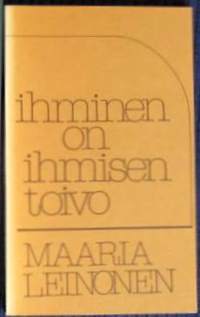 ihminen
on
ihmisen
toivo
MAARIA
LEINONEN